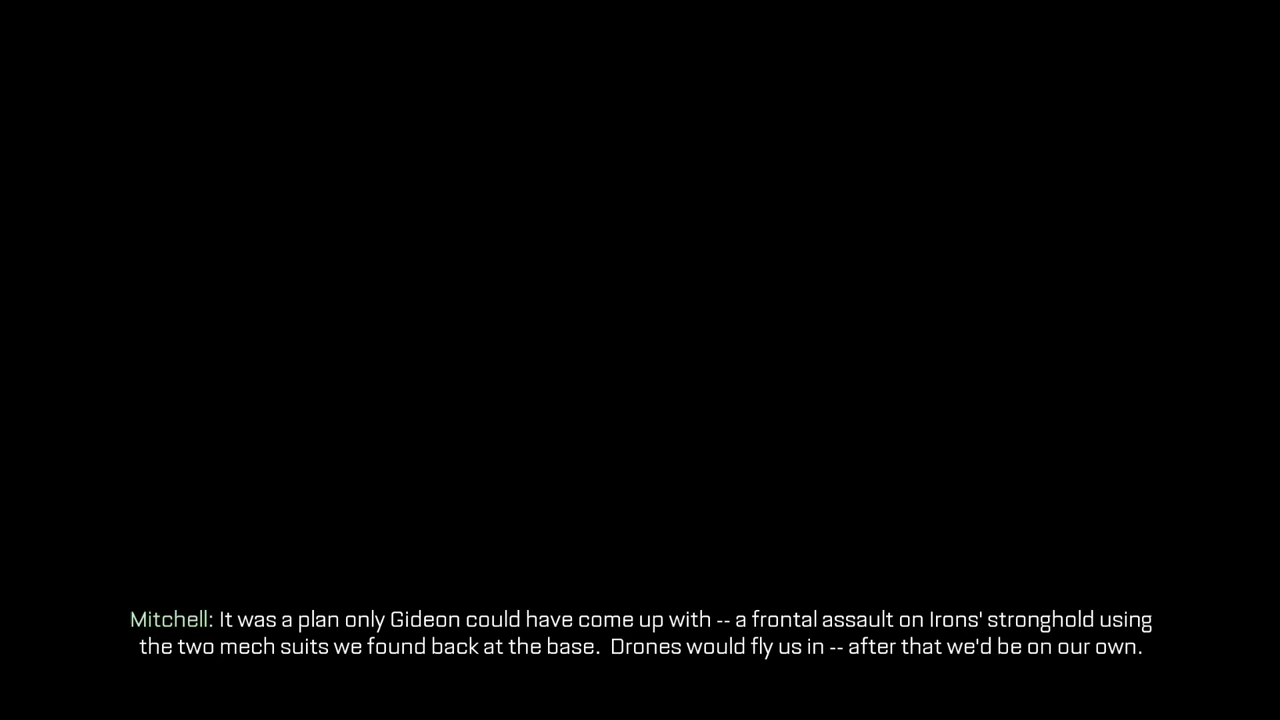 Mitchell: It was a plan only Gideon could have come up with -- a frontal assault on Irons' stronghold using
the two mech suits we found back at the base.  Drones would fly us in -- after that we'd be on our own.